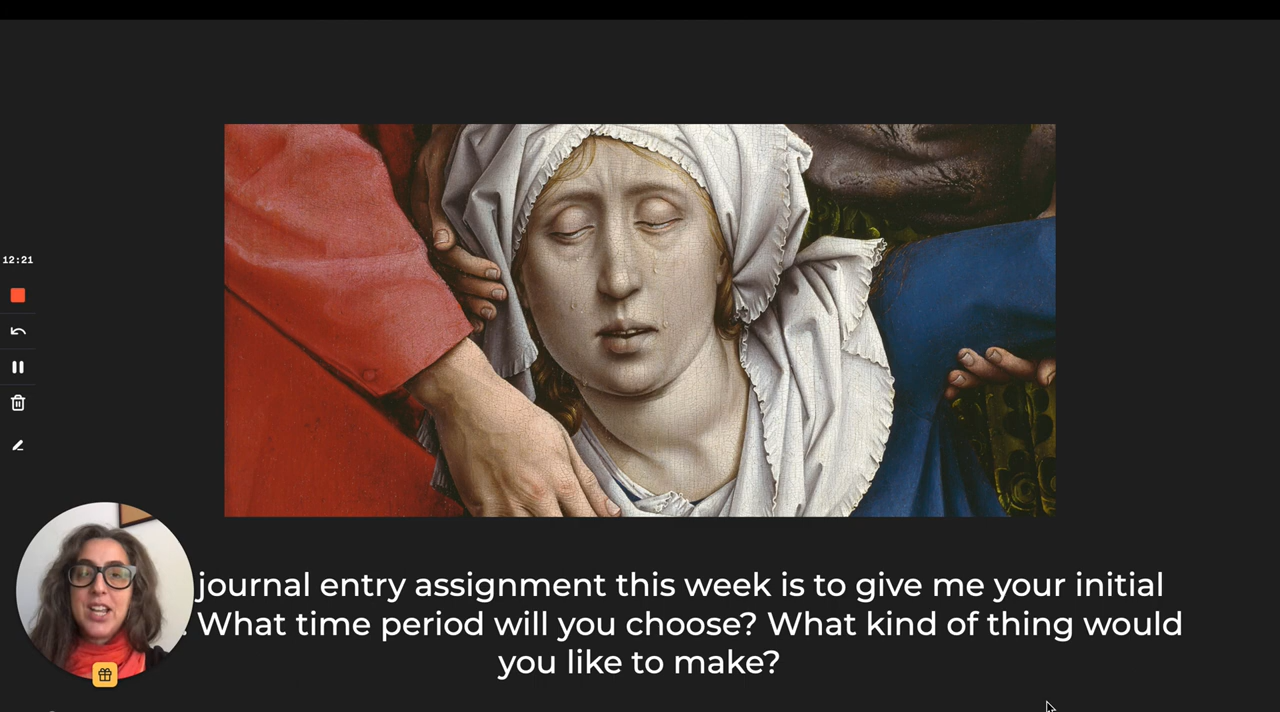 12:21
journal entry assignment this week is to give me your initial
. What time period will you choose? What kind of thing would
you like to make?